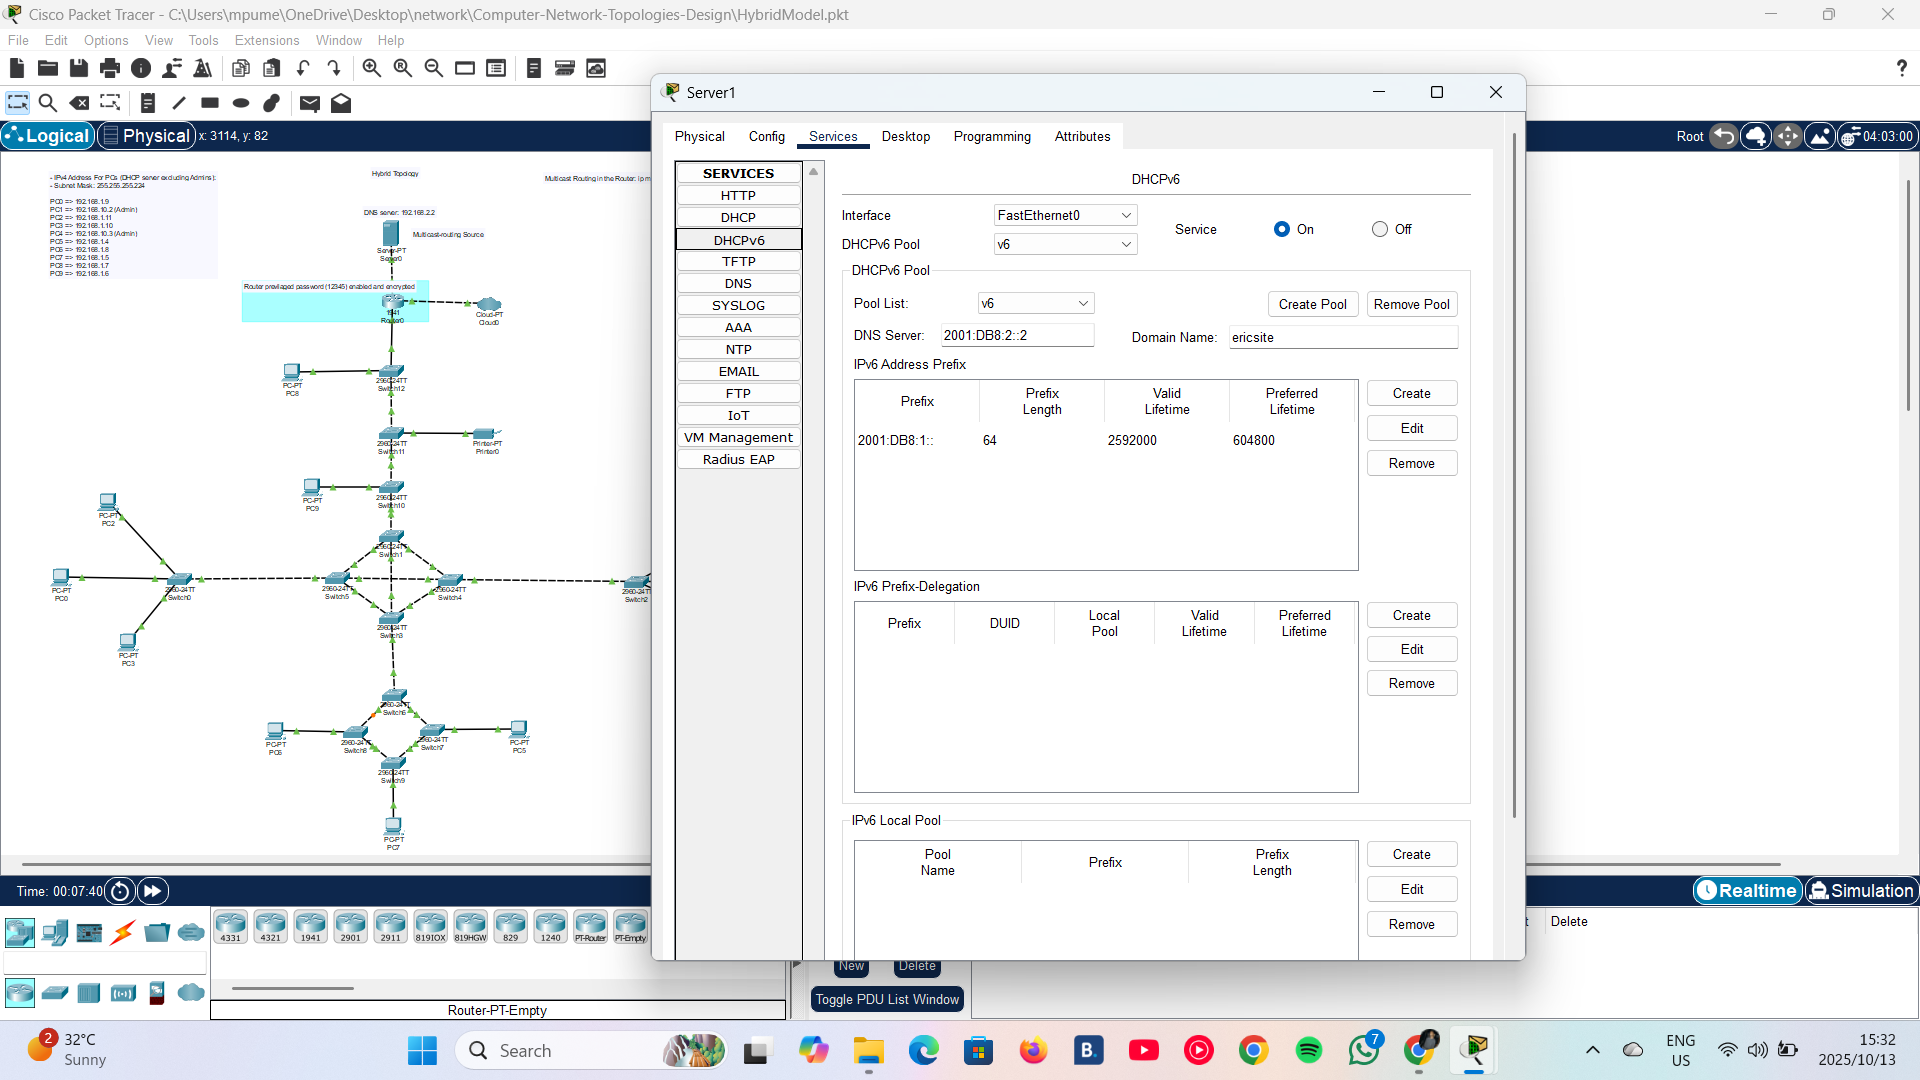 Cisco Packet Tracer - C:\Users\mpume\OneDrive\Desktop\network\Computer-Network-Topologies-Design\HybridModel.pkt
File Edit Options View Tools Extensions Window Help
Logical Physical x: 3114, y: 82
Root 04:03:00
- IPv4 Address For PCs (DHCP server excluding Admins):
- Subnet Mask: 255.255.255.224
PC0 => 192.168.1.9
PC1 => 192.168.10.2 (Admin)
PC2 => 192.168.1.11
PC3 => 192.168.1.10
PC4 => 192.168.10.3 (Admin)
PC5 => 192.168.1.4
PC6 => 192.168.1.8
PC7 => 192.168.1.5
PC8 => 192.168.1.7
PC9 => 192.168.1.6
Hybrid Topology
Multicast Routing in the Router: ip m
DNS server: 192.168.2.2
Multicast-routing Source
Server-PT
Server0
Router previlaged password (12345) enabled and encrypted
1941
Router0
Cloud-PT
Cloud0
PC-PT
PC8
2960-24TT
Switch12
2960-24TT
Switch11
Printer-PT
Printer0
PC-PT
PC9
2960-24TT
Switch10
PC-PT
PC2
2960-24TT
Switch1
PC-PT
PC0
2960-24TT
Switch0
2960-24TT
Switch5
2960-24TT
Switch4
2960-24TT
Switch2
2960-24TT
Switch3
PC-PT
PC3
2960-24TT
Switch6
PC-PT
PC6
2960-24TT
Switch8
2960-24TT
Switch7
PC-PT
PC5
2960-24TT
Switch9
PC-PT
PC7
Server1
Physical Config Services Desktop Programming Attributes
SERVICES
HTTP
DHCP
DHCPv6
TFTP
DNS
SYSLOG
AAA
NTP
EMAIL
FTP
IoT
VM Management
Radius EAP
DHCPv6
Interface FastEthernet0
Service On Off
DHCPv6 Pool v6
DHCPv6 Pool
Pool List: v6 Create Pool Remove Pool
DNS Server: 2001:DB8:2::2 Domain Name: ericsite
IPv6 Address Prefix
Prefix Prefix Length Valid Lifetime Preferred Lifetime
2001:DB8:1:: 64 2592000 604800
Create
Edit
Remove
IPv6 Prefix-Delegation
Prefix DUID Local Pool Valid Lifetime Preferred Lifetime
Create
Edit
Remove
IPv6 Local Pool
Pool Name Prefix Prefix Length
Create
Edit
Remove
Time: 00:07:40
Realtime Simulation
4331 4321 1941 2901 2911 819IOX 819HGW 829 1240 PT-Router PT-Empty
Router-PT-Empty
New Delete
Toggle PDU List Window
t Delete
2
32°C
Sunny
Search
B.
7
ENG
US
15:32
2025/10/13